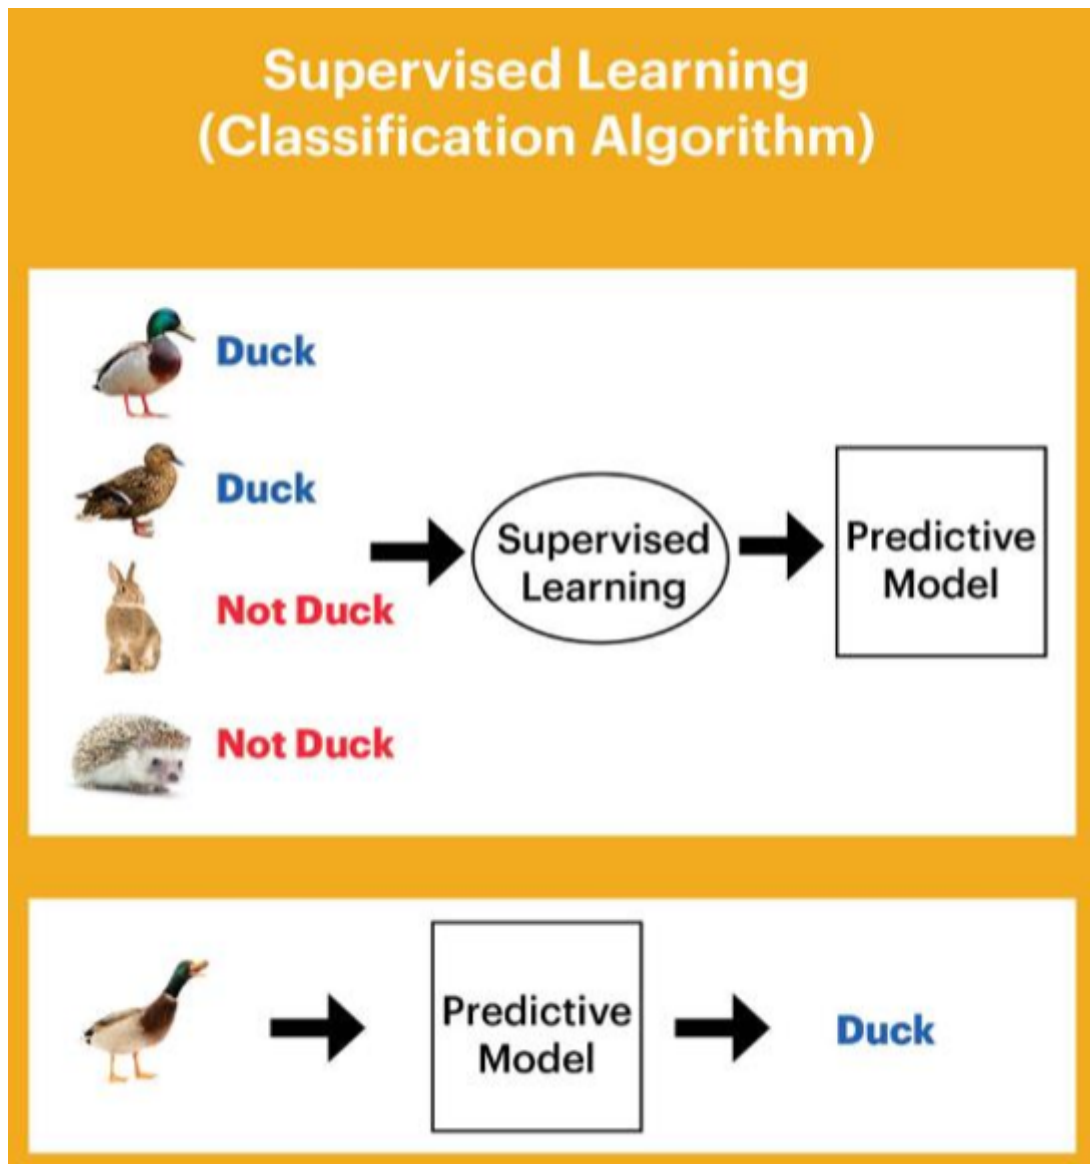 Supervised Learning
(Classification Algorithm)
Duck
Duck
Not Duck
Not Duck
Supervised
Learning
Predictive
Model
Predictive
Model
Duck